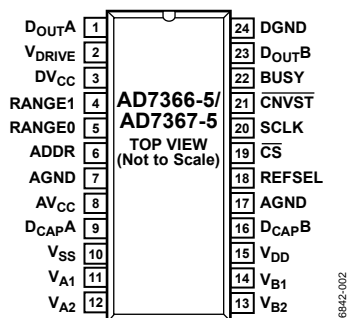 DOUTA 1 24 DGND
VDRIVE 2 23 DOUTB
DVCC 3 22 BUSY
RANGE1 4 21 CNVST
RANGE0 5 20 SCLK
ADDR 6 19 CS
AGND 7 18 REFSEL
AVCC 8 17 AGND
DCAPA 9 16 DCAPB
VSS 10 15 VDD
VA1 11 14 VB1
VA2 12 13 VB2
AD7366-5/
AD7367-5
TOP VIEW
(Not to Scale)
6842-002